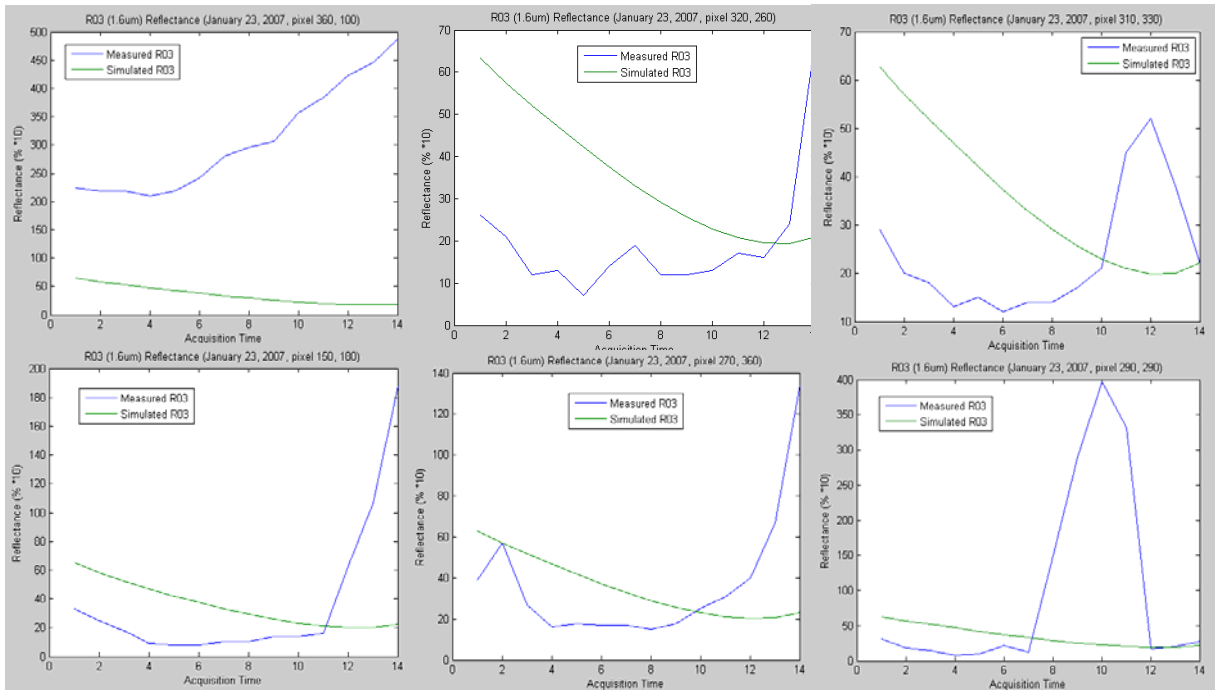 R03 (1.6um) Reflectance (January 23, 2007, pixel 360, 100)
500
450
400
350
300
250
200
150
100
50
0
Reflectance (% *10)
Measured R03
Simulated R03
0 2 4 6 8 10 12 14
Acquisition Time
R03 (1.6um) Reflectance (January 23, 2007, pixel 320, 260)
70
60
50
40
30
20
10
0
Reflectance (% *10)
Measured R03
Simulated R03
0 2 4 6 8 10 12
Acquisition Time
R03 (1.6um) Reflectance (January 23, 2007, pixel 310, 330)
70
60
50
40
30
20
10
Reflectance (% *10)
Measured R03
Simulated R03
0 2 4 6 8 10 12 14
Acquisition Time
R03 (1.6um) Reflectance (January 23, 2007, pixel 150, 180)
200
180
160
140
120
100
80
60
40
20
0
Reflectance (% *10)
Measured R03
Simulated R03
0 2 4 6 8 10 12 14
Acquisition Time
R03 (1.6um) Reflectance (January 23, 2007, pixel 270, 360)
140
120
100
80
60
40
20
0
Reflectance (% *10)
Measured R03
Simulated R03
0 2 4 6 8 10 12 14
Acquisition Time
R03 (1.6um) Reflectance (January 23, 2007, pixel 290, 290)
400
350
300
250
200
150
100
50
0
Reflectance (% *10)
Measured R03
Simulated R03
0 2 4 6 8 10 12 14
Acquisition Time